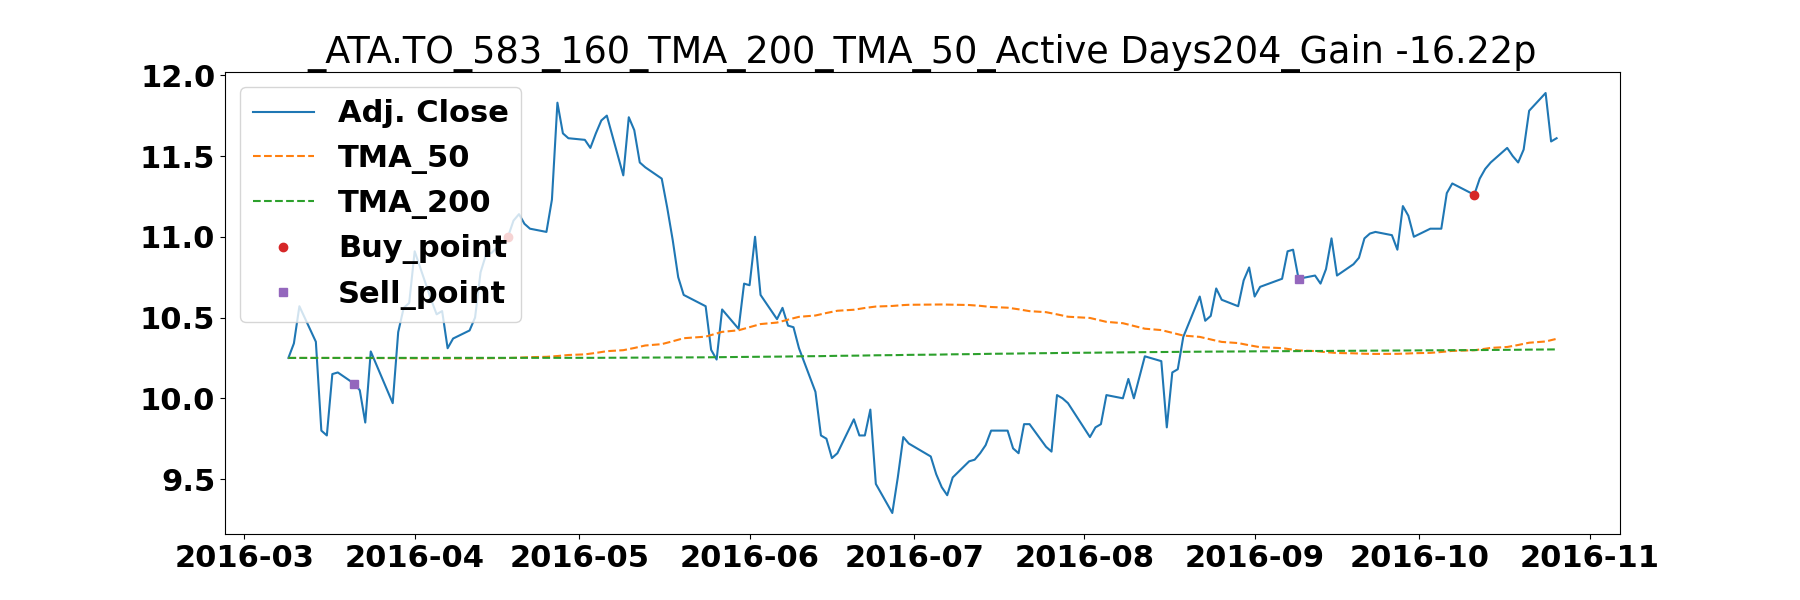 _ATA.TO_583_160_TMA_200_TMA_50_Active Days204_Gain -16.22p
12.0
11.5
11.0
10.5
10.0
9.5
Adj. Close
TMA_50
TMA_200
Buy_point
Sell_point
2016-03 2016-04 2016-05 2016-06 2016-07 2016-08 2016-09 2016-10 2016-11